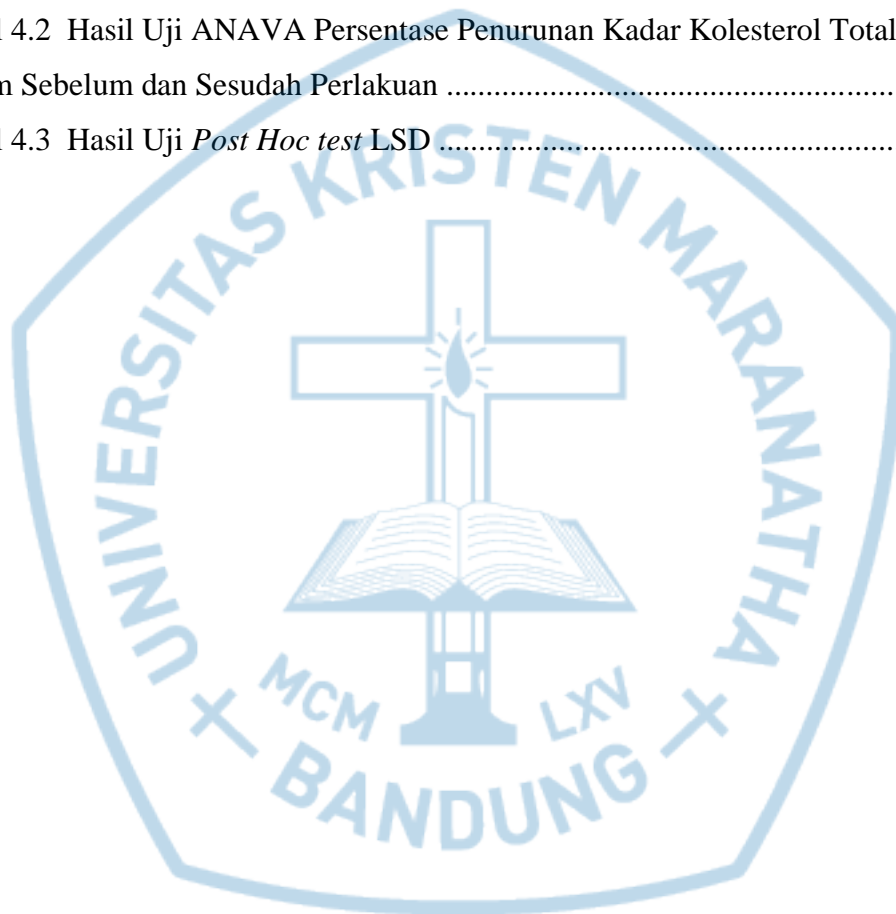 l 4.2 Hasil Uji ANAVA Persentase Penurunan Kadar Kolesterol Total
m Sebelum dan Sesudah Perlakuan ........................................................
l 4.3 Hasil Uji Post Hoc test LSD .........................................................
UNIVERSITAS KRISTEN MARANATHA
MCM LXV
BANDUNG